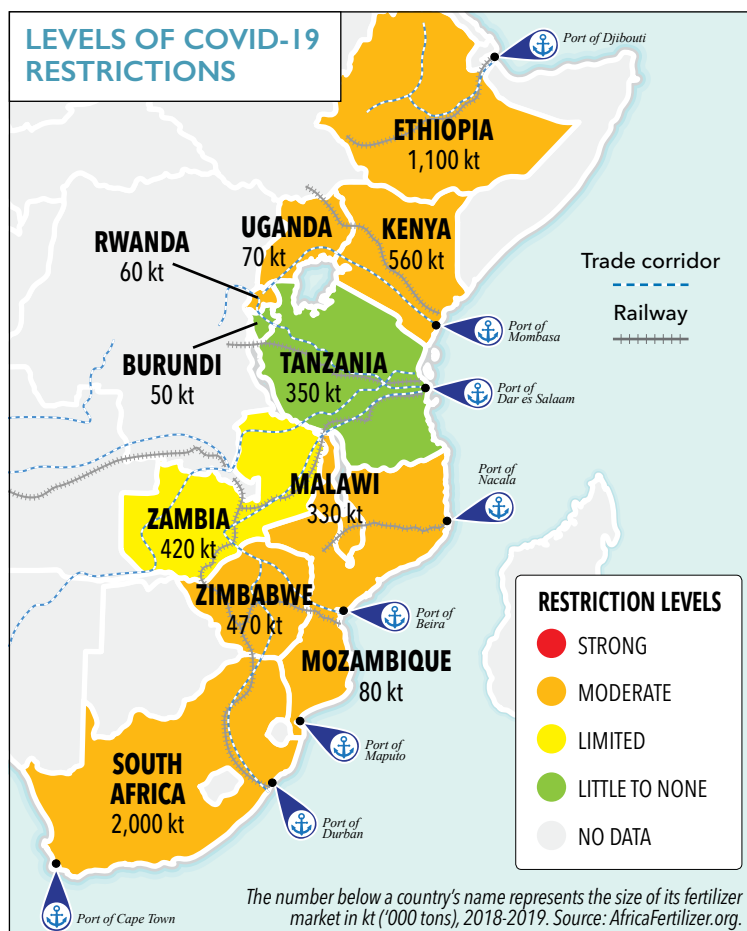 LEVELS OF COVID-19
RESTRICTIONS
Port of Djibouti
ETHIOPIA
1,100 kt
UGANDA
70 kt
KENYA
560 kt
RWANDA
60 kt
Trade corridor
Railway
Port of
Mombasa
BURUNDI
50 kt
TANZANIA
350 kt
Port of
Dar es Salaam
Port of
Nacala
MALAWI
330 kt
ZAMBIA
420 kt
ZIMBABWE
470 kt
Port of
Beira
MOZAMBIQUE
80 kt
RESTRICTION LEVELS
STRONG
MODERATE
LIMITED
LITTLE TO NONE
NO DATA
Port of
Maputo
SOUTH
AFRICA
2,000 kt
Port of
Durban
Port of Cape Town
The number below a country's name represents the size of its fertilizer
market in kt ('000 tons), 2018-2019. Source: AfricaFertilizer.org.